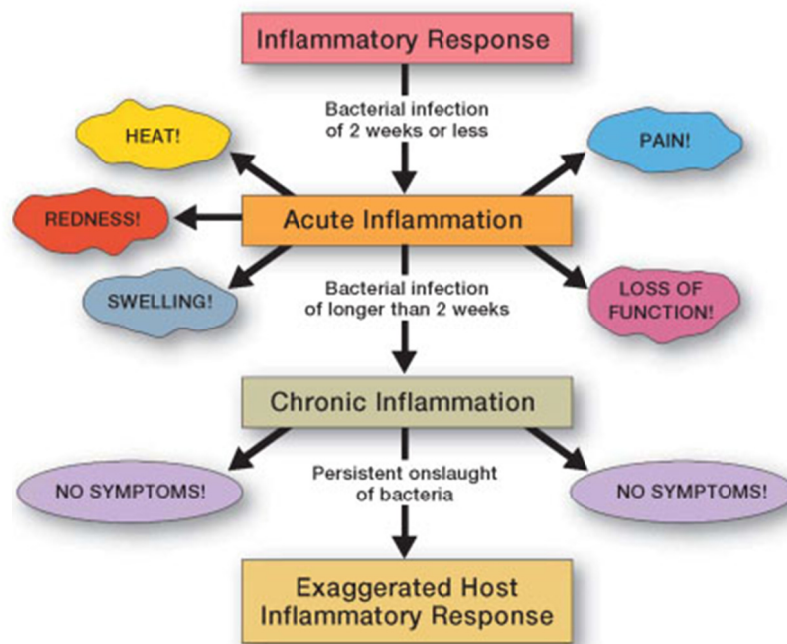 Inflammatory Response
Bacterial infection
of 2 weeks or less
HEAT!
PAIN!
REDNESS!
Acute Inflammation
SWELLING!
Bacterial infection
of longer than 2 weeks
LOSS OF
FUNCTION!
Chronic Inflammation
NO SYMPTOMS!
Persistent onslaught
of bacteria
NO SYMPTOMS!
Exaggerated Host
Inflammatory Response